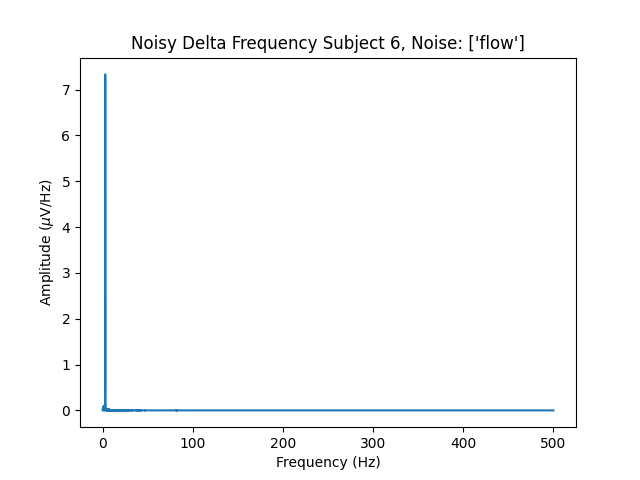 Noisy Delta Frequency Subject 6, Noise: ['flow']
Amplitude (μV/Hz)
7
6
5
4
3
2
1
0
0 100 200 300 400 500
Frequency (Hz)